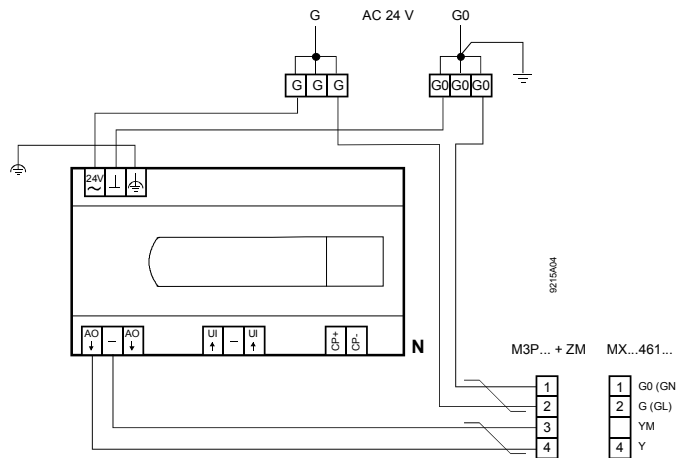 G AC 24 V G0
G G G G0 G0 G0
24V ~ ⊥
AO ↓ – AO ↓ UI ↑ – UI ↑ CP+ CP- N
9215A04
M3P... + ZM MX...461...
1 1 G0 (GN
2 2 G (GL)
3 YM
4 4 Y